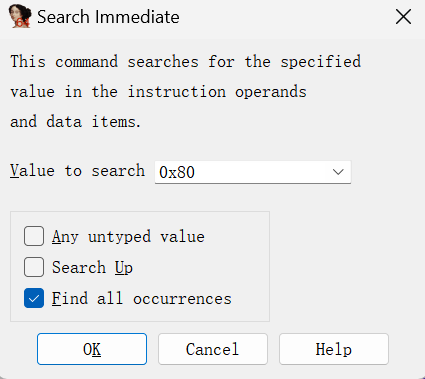 Search Immediate
This command searches for the specified
value in the instruction operands
and data items.
Value to search 0x80
Any untyped value
Search Up
Find all occurrences
OK Cancel Help